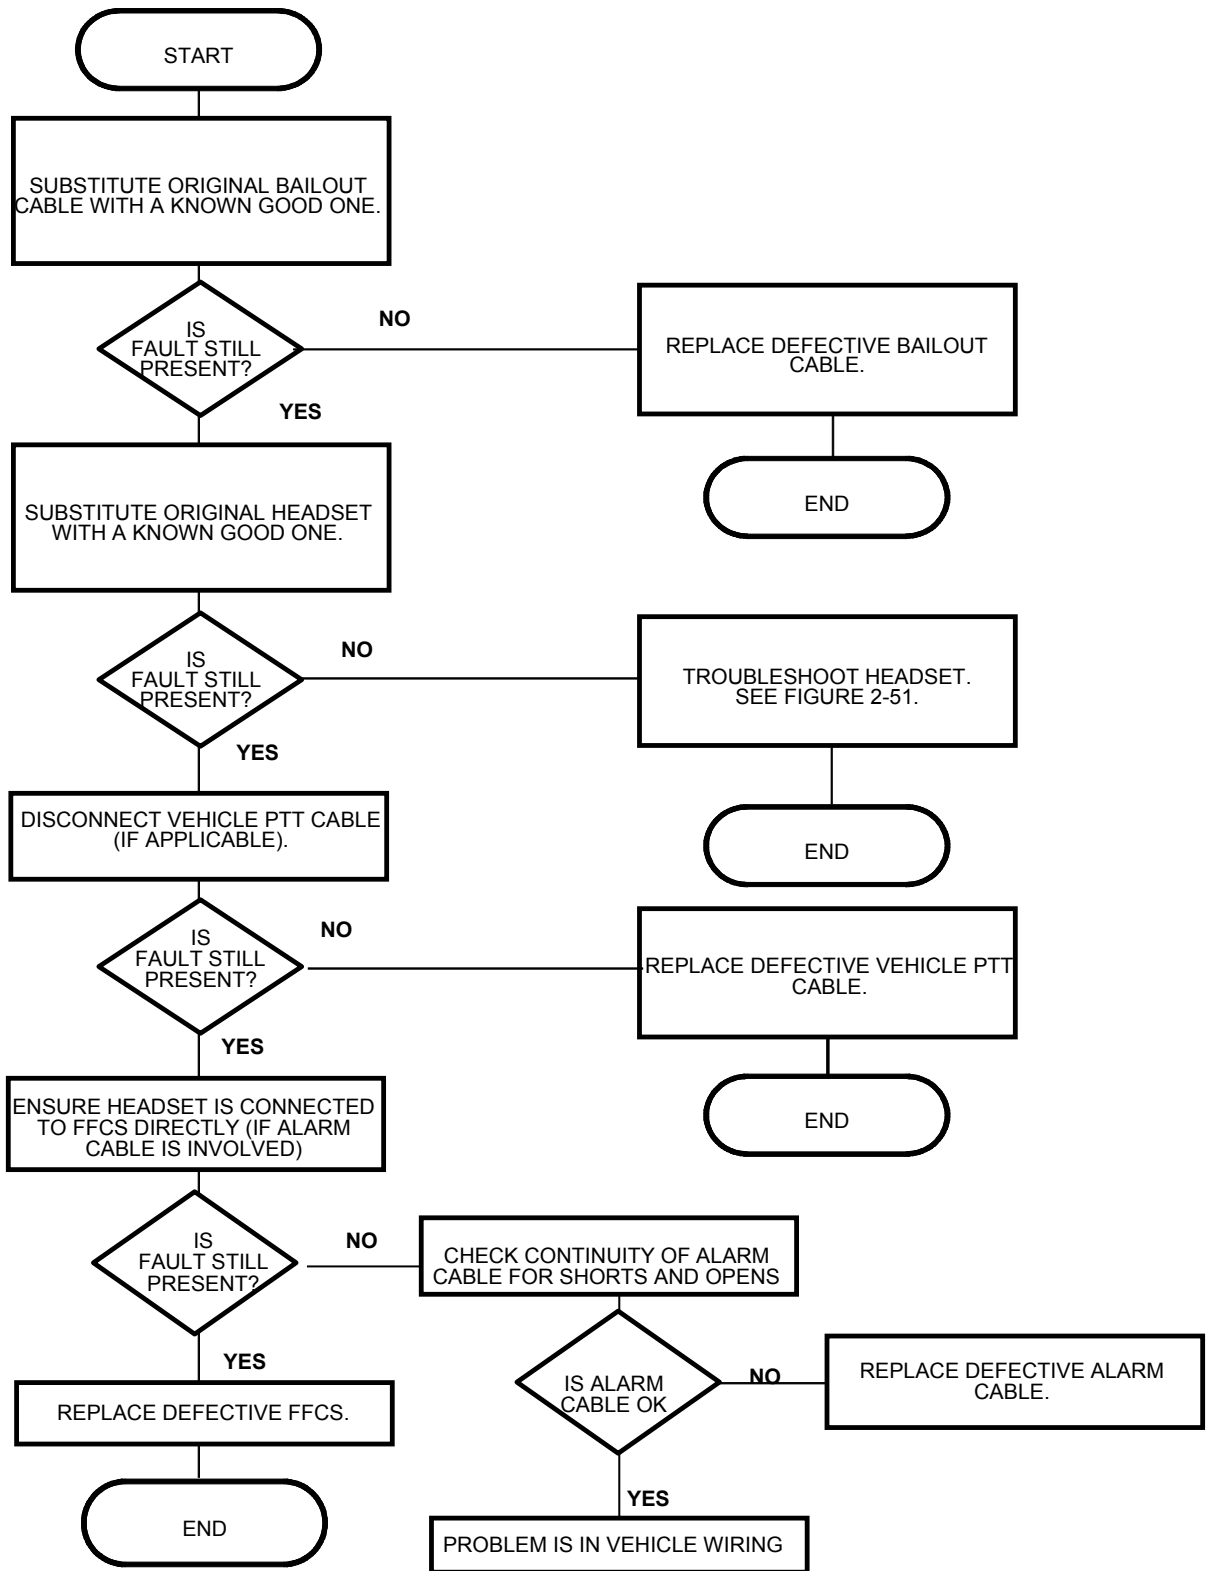 START
SUBSTITUTE ORIGINAL BAILOUT
CABLE WITH A KNOWN GOOD ONE.
IS
FAULT STILL
PRESENT?
NO
REPLACE DEFECTIVE BAILOUT
CABLE.
YES
END
SUBSTITUTE ORIGINAL HEADSET
WITH A KNOWN GOOD ONE.
IS
FAULT STILL
PRESENT?
NO
TROUBLESHOOT HEADSET.
SEE FIGURE 2-51.
YES
END
DISCONNECT VEHICLE PTT CABLE
(IF APPLICABLE).
IS
FAULT STILL
PRESENT?
NO
REPLACE DEFECTIVE VEHICLE PTT
CABLE.
YES
END
ENSURE HEADSET IS CONNECTED
TO FFCS DIRECTLY (IF ALARM
CABLE IS INVOLVED)
IS
FAULT STILL
PRESENT?
NO
CHECK CONTINUITY OF ALARM
CABLE FOR SHORTS AND OPENS
YES
IS ALARM
CABLE OK
NO
REPLACE DEFECTIVE ALARM
CABLE.
REPLACE DEFECTIVE FFCS.
END
YES
PROBLEM IS IN VEHICLE WIRING